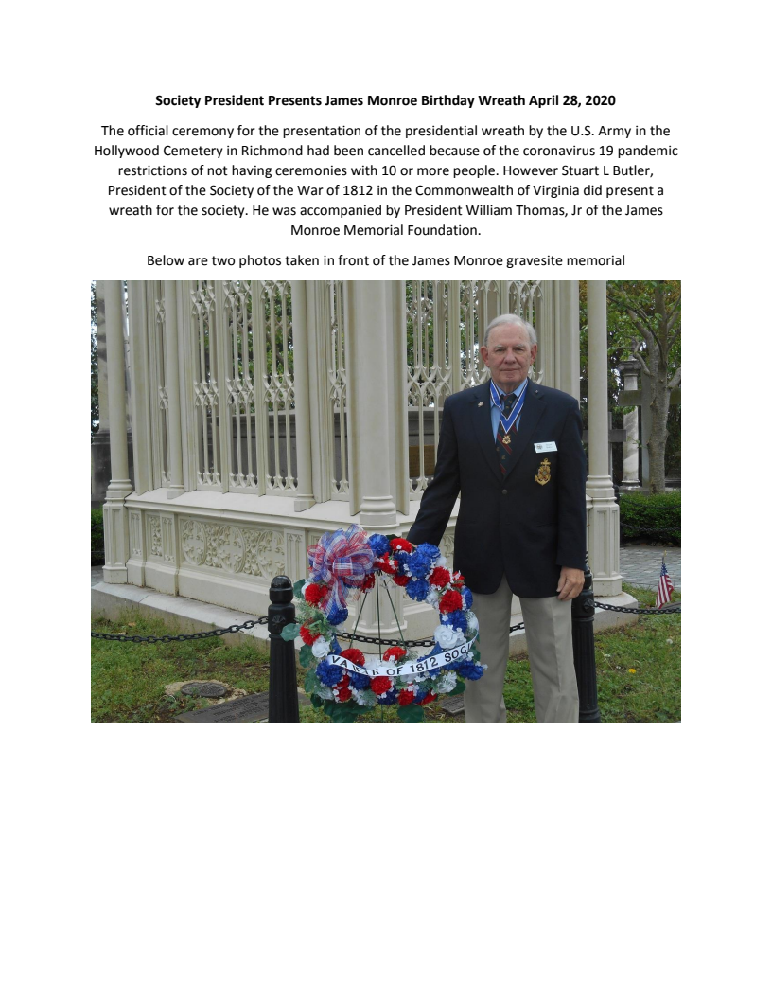 Society President Presents James Monroe Birthday Wreath April 28, 2020
The official ceremony for the presentation of the presidential wreath by the U.S. Army in the
Hollywood Cemetery in Richmond had been cancelled because of the coronavirus 19 pandemic
restrictions of not having ceremonies with 10 or more people. However Stuart L Butler,
President of the Society of the War of 1812 in the Commonwealth of Virginia did present a
wreath for the society. He was accompanied by President William Thomas, Jr of the James
Monroe Memorial Foundation.
Below are two photos taken in front of the James Monroe gravesite memorial
VA WAR OF 1812 SOCI